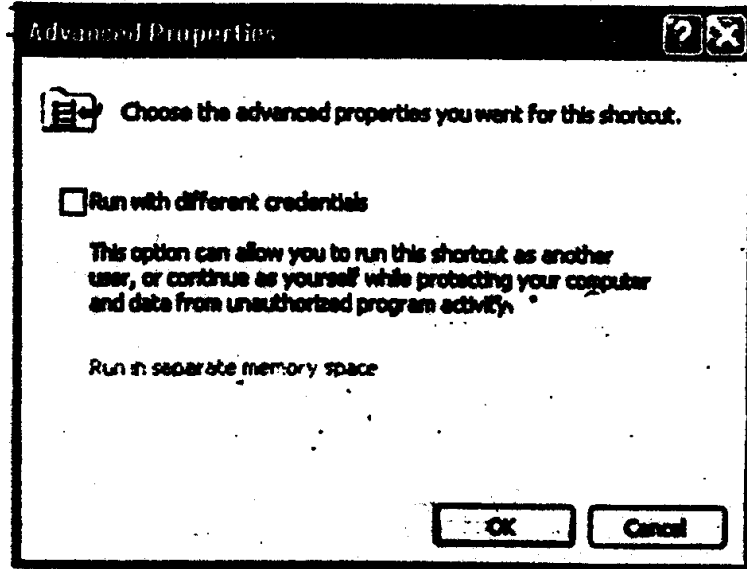 Advanced Properties
Choose the advanced properties you want for this shortcut.
Run with different credentials
This option can allow you to run this shortcut as another
user, or continue as yourself while protecting your computer
and data from unauthorized program activity.
Run in separate memory space
OK
Cancel